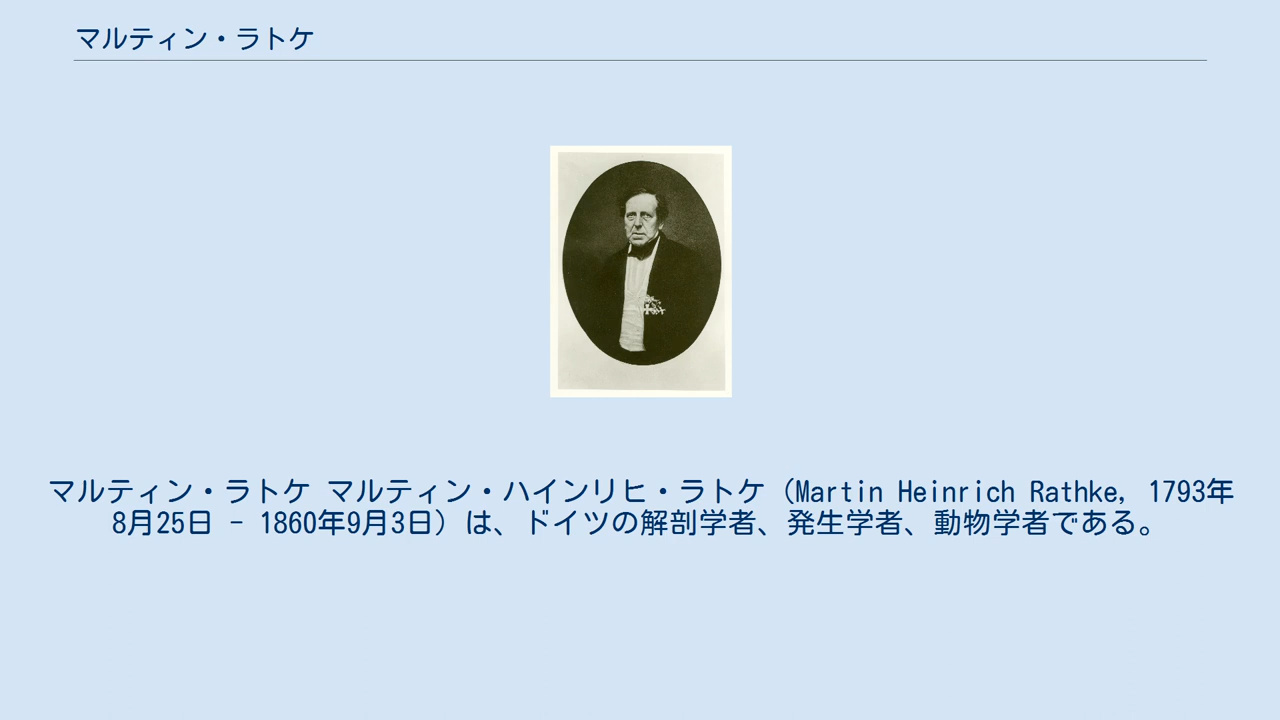 マルティン・ラトケ
マルティン・ラトケ マルティン・ハインリヒ・ラトケ（Martin Heinrich Rathke, 1793年
8月25日 - 1860年9月3日）は、ドイツの解剖学者、発生学者、動物学者である。